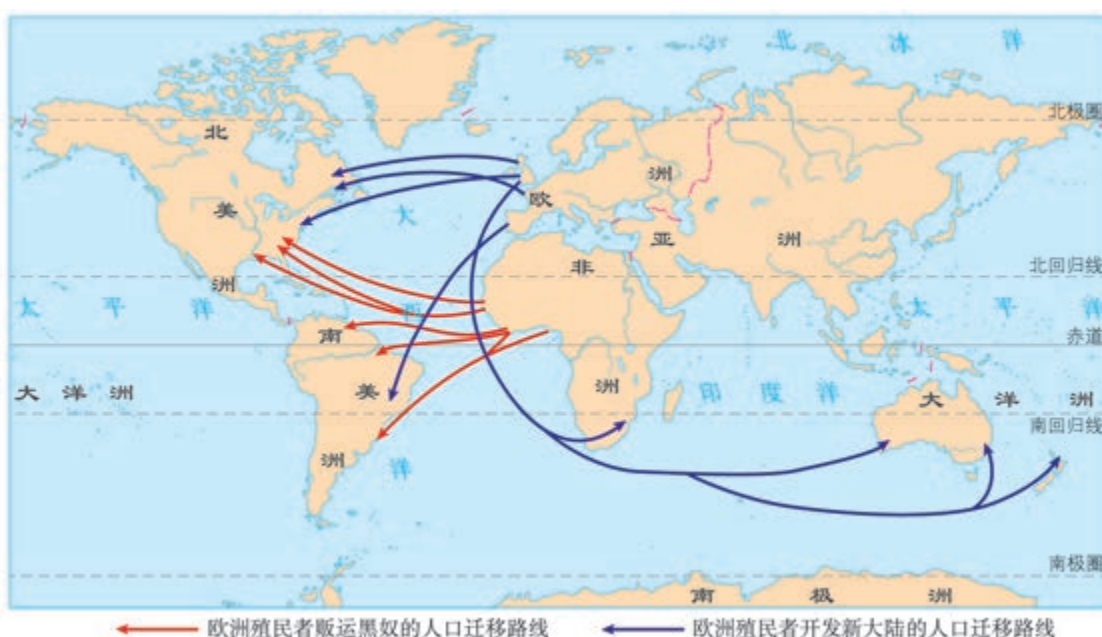 北 冰 洋
北极圈
北
洲
欧
美
大
亚 洲
非
北回归线
洲
太 平 洋
西
太 平 洋
南
赤道
大 洋 洲
美
洲
印 度 洋
大 洋 洲
南回归线
洲
洋
南极圈
南 极 洲
欧洲殖民者贩运黑奴的人口迁移路线
欧洲殖民者开发新大陆的人口迁移路线